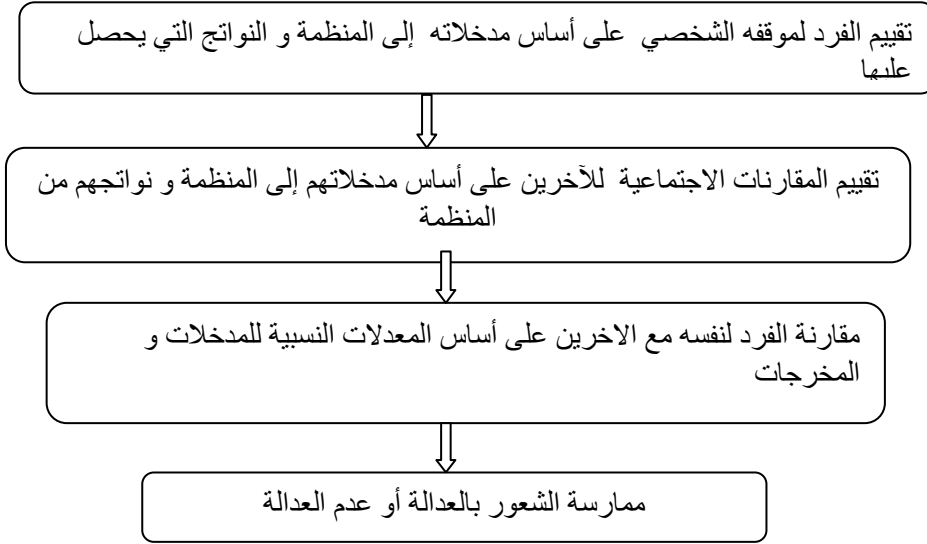 تقييم الفرد لموقفه الشخصي على أساس مدخلاته إلى المنظمة و النواتج التي يحصل
عليها
تقييم المقارنات الاجتماعية للآخرين على أساس مدخلاتهم إلى المنظمة و نواتجهم من
المنظمة
مقارنة الفرد لنفسه مع الاخرين على أساس المعدلات النسبية للمدخلات و
المخرجات
ممارسة الشعور بالعدالة أو عدم العدالة